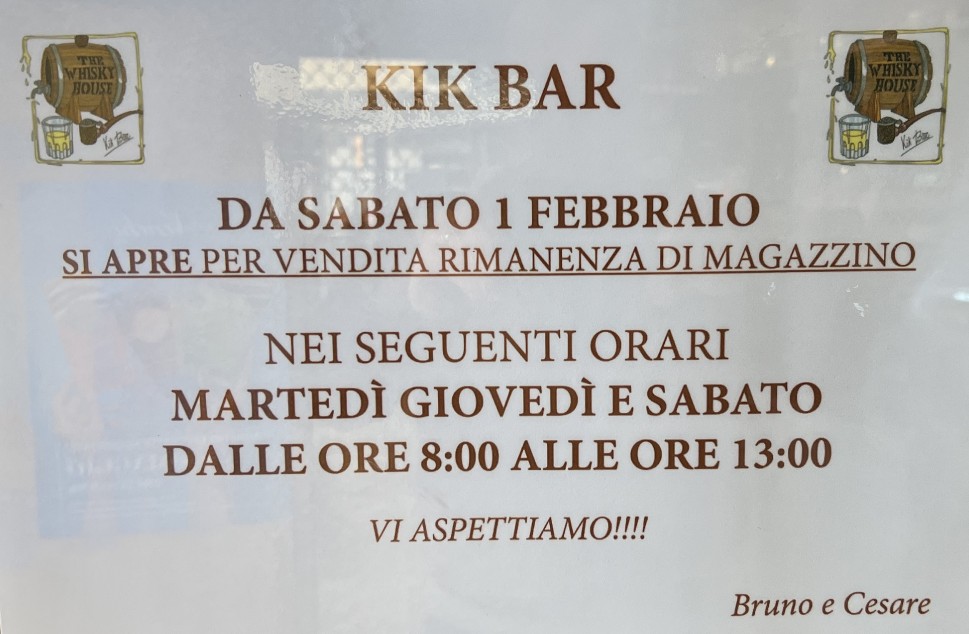 THE
WHISKY
HOUSE
Kik Bar
KIK BAR
THE
WHISKY
HOUSE
Kik Bar
DA SABATO 1 FEBBRAIO
SI APRE PER VENDITA RIMANENZA DI MAGAZZINO
NEI SEGUENTI ORARI
MARTEDÌ GIOVEDÌ E SABATO
DALLE ORE 8:00 ALLE ORE 13:00
VI ASPETTIAMO!!!!
Bruno e Cesare